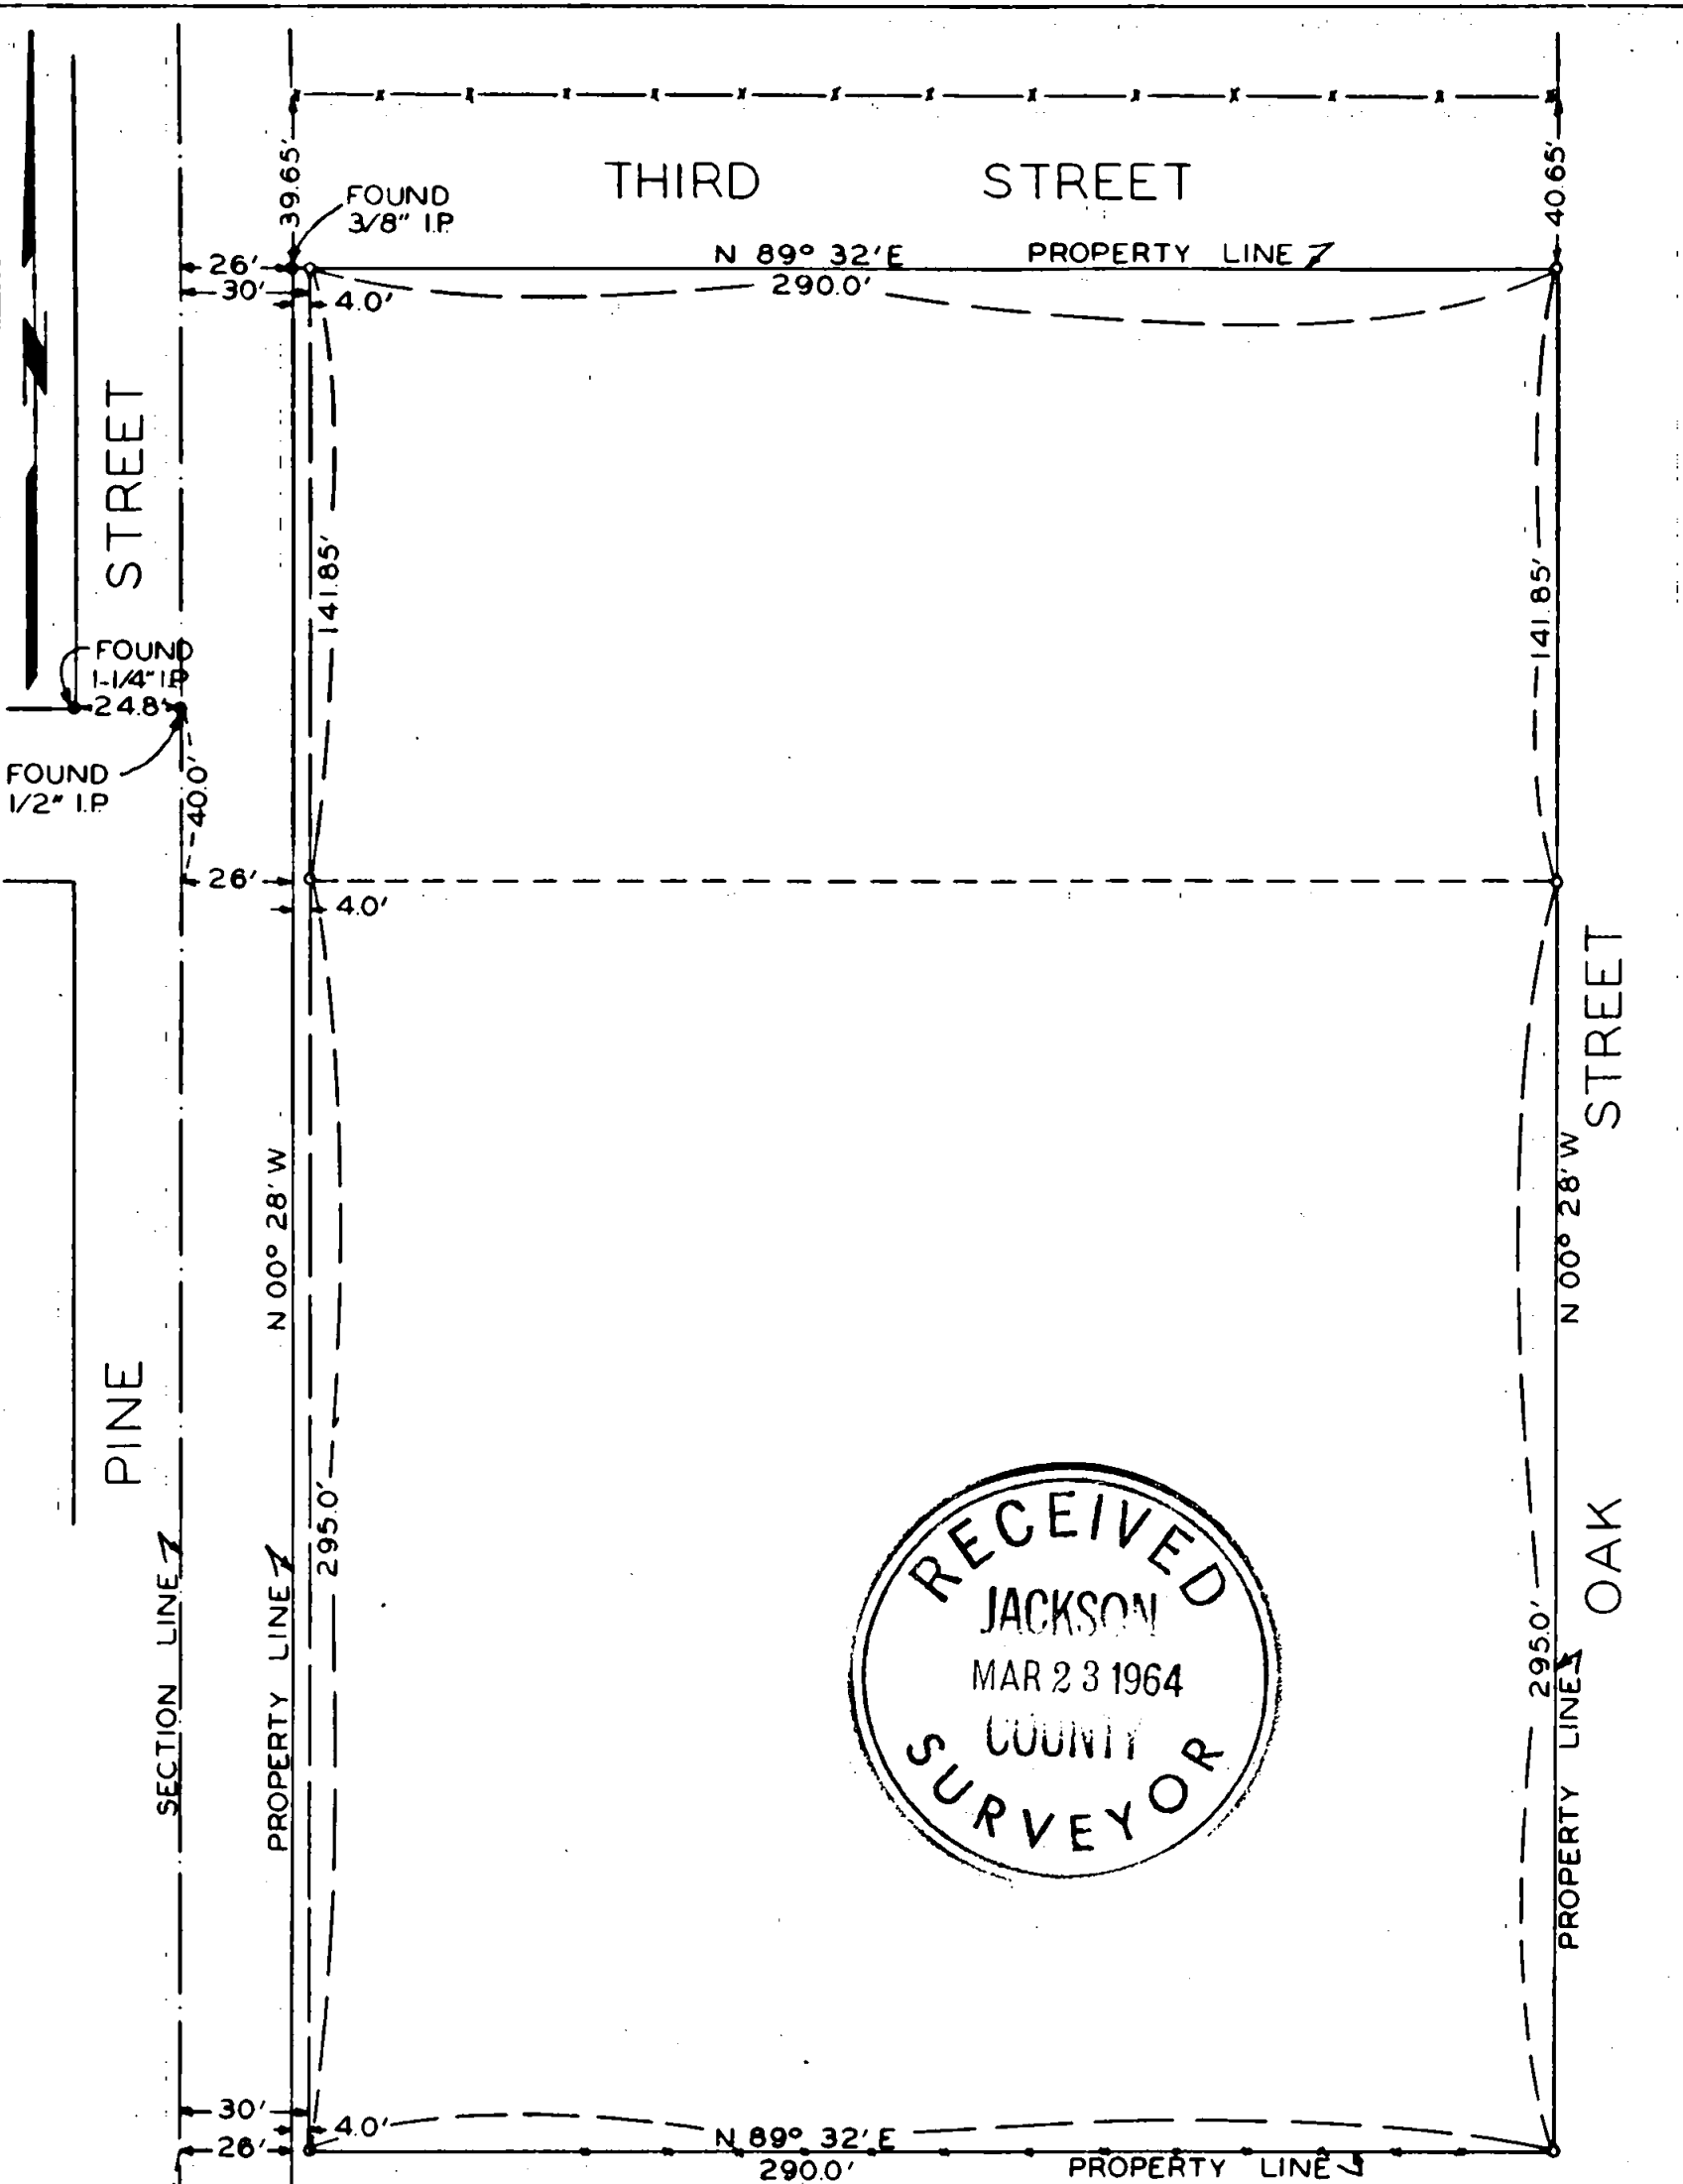 39.65'
40.65'
THIRD STREET
FOUND
3/8" I.P.
N 89° 32' E PROPERTY LINE
290.0'
26'
30'
4.0'
STREET
141.85'
141.85'
FOUND
1-1/4" I.P.
24.8'
FOUND
1/2" I.P.
40.0'
26'
4.0'
STREET
N 00° 28' W
N 00° 28' W
PINE
OAK
295.0'
295.0'
SECTION LINE
PROPERTY LINE
PROPERTY LINE
RECEIVED
JACKSON
MAR 23 1964
COUNTY
SURVEYOR
30'
4.0'
26'
N 89° 32' E
290.0'
PROPERTY LINE